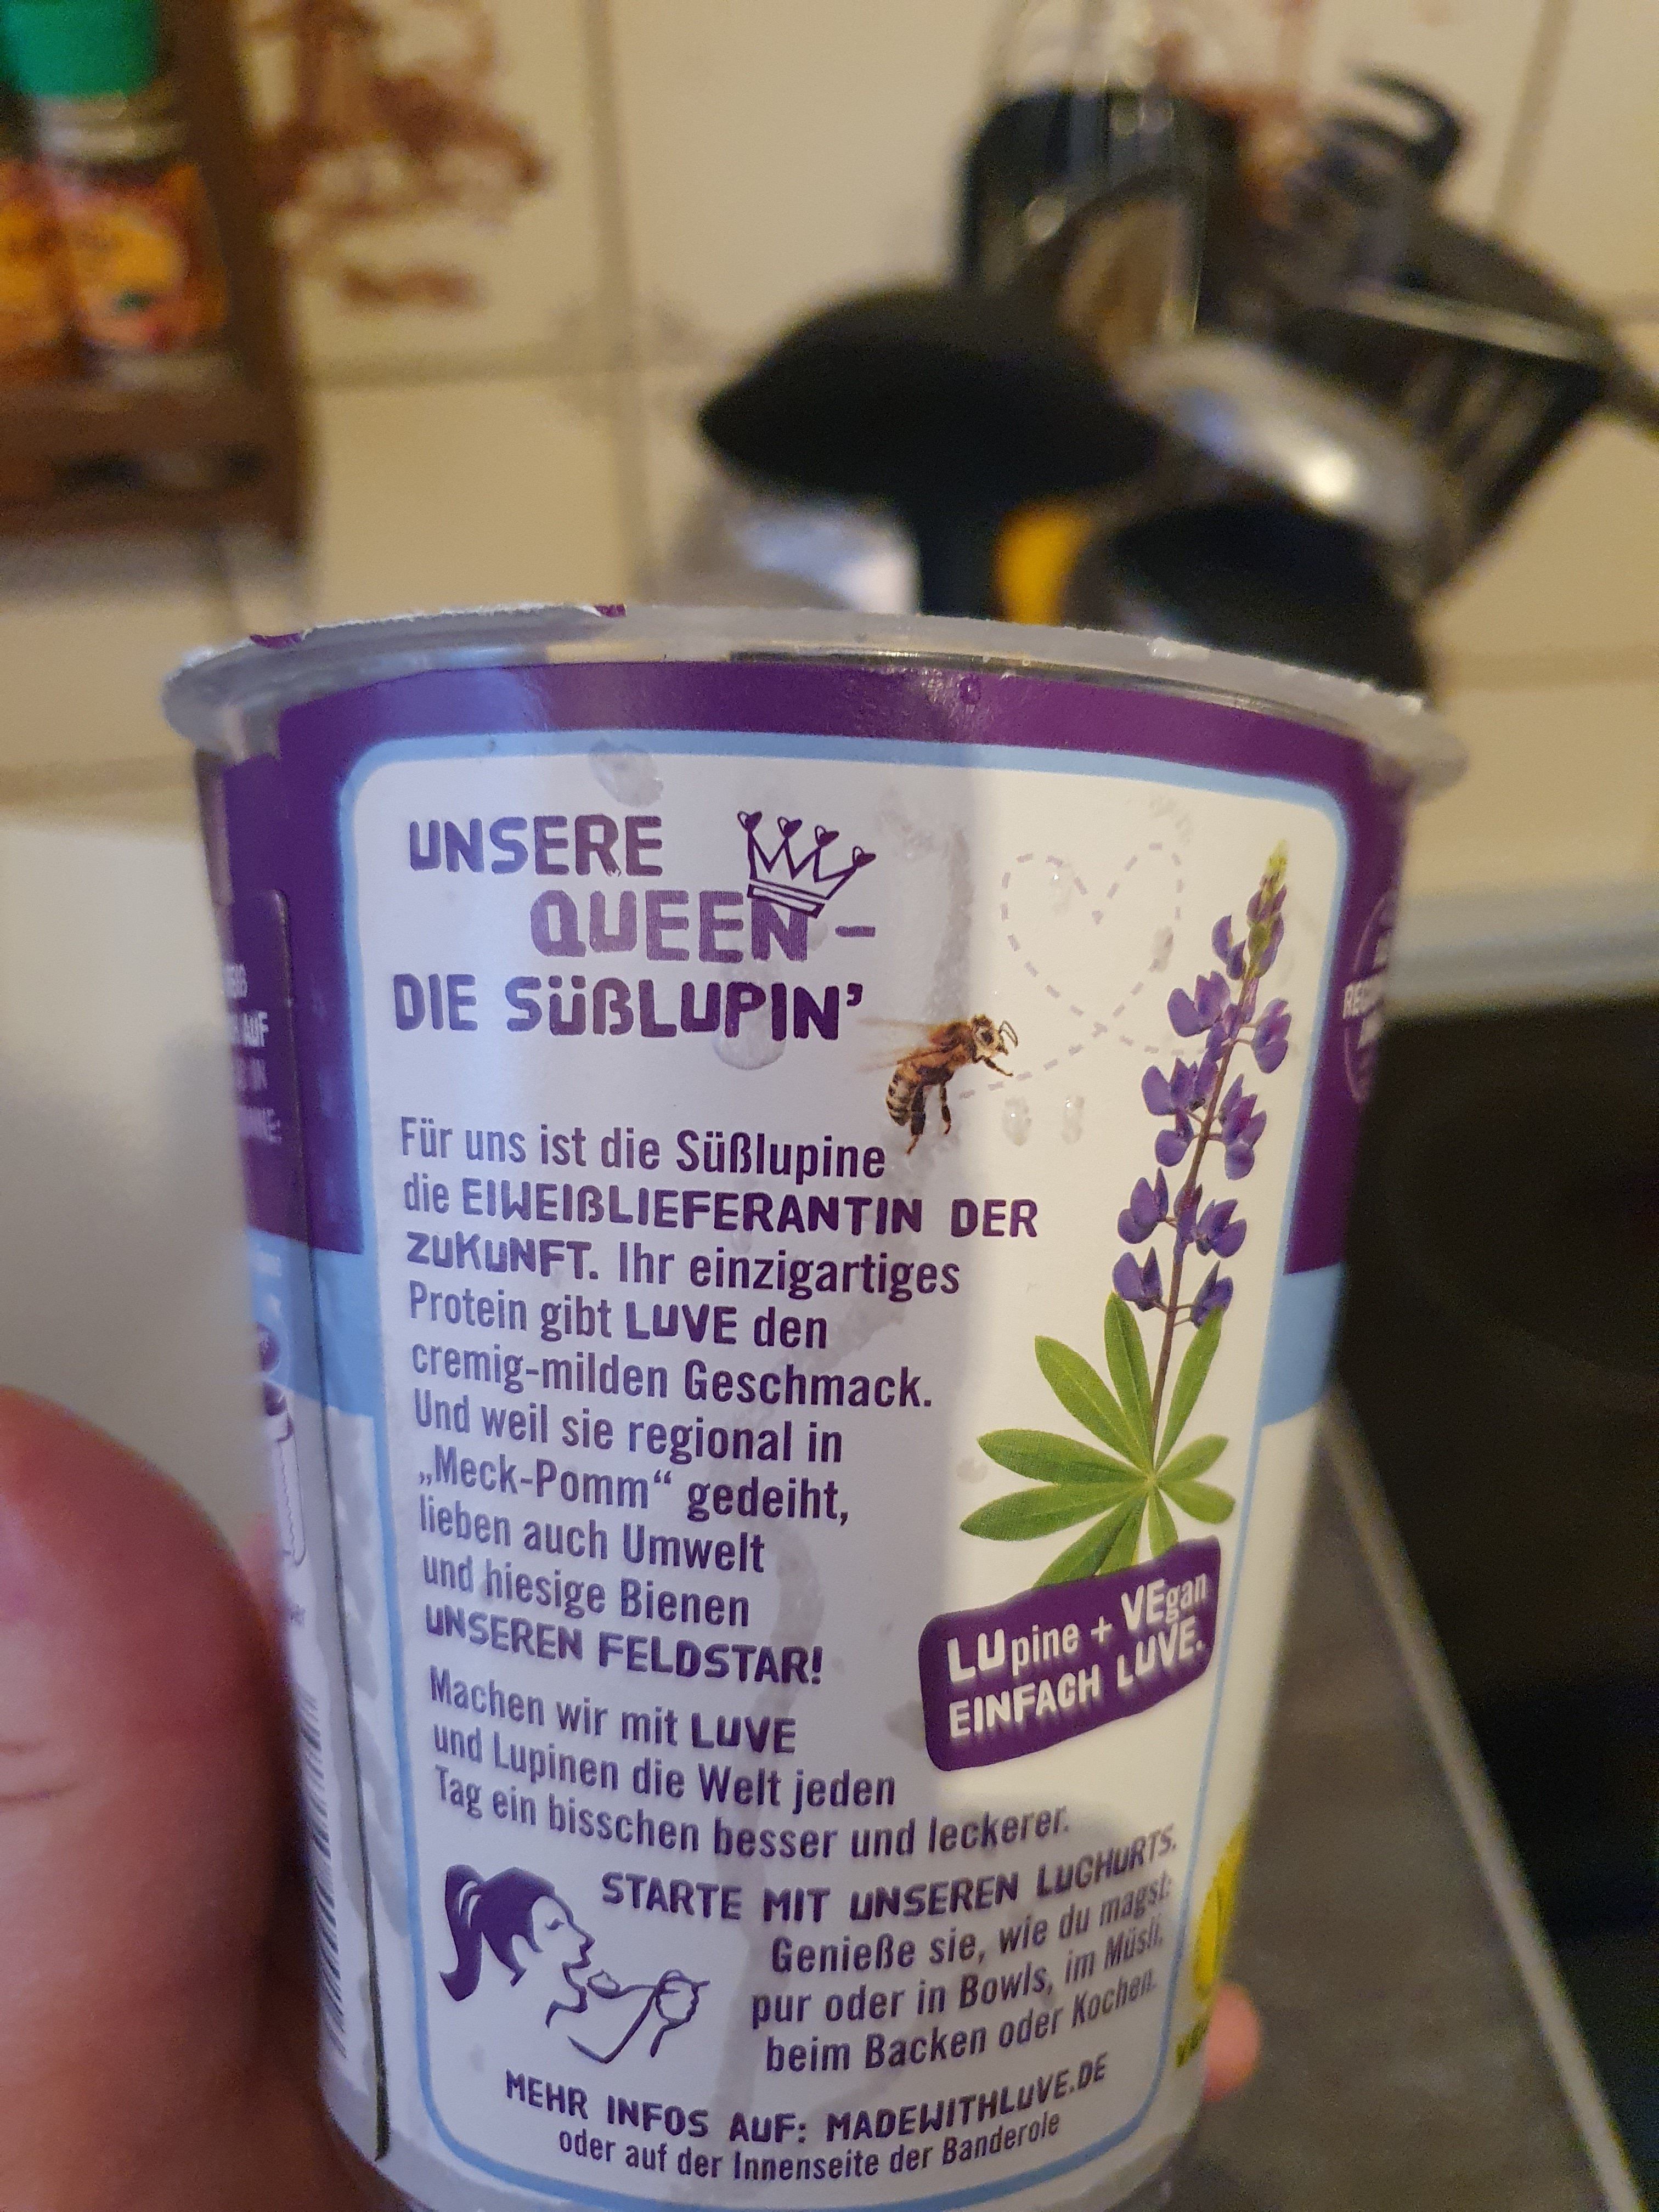 UNSERE
QUEEN –
DIE SÜßLUPIN'
Für uns ist die Süßlupine
die EIWEIßLIEFERANTIN DER
ZUKUNFT. Ihr einzigartiges
Protein gibt LUVE den
cremig-milden Geschmack.
Und weil sie regional in
„Meck-Pomm“ gedeiht,
lieben auch Umwelt
und hiesige Bienen
UNSEREN FELDSTAR!
Machen wir mit LUVE
und Lupinen die Welt jeden
Tag ein bisschen besser und leckerer.
LUpine + VEgan
EINFACH LUVE.
STARTE MIT UNSEREN LUGHURTS.
Genieße sie, wie du magst:
pur oder in Bowls, im Müsli,
beim Backen oder Kochen.
MEHR INFOS AUF: MADEWITHLUVE.DE
oder auf der Innenseite der Banderole